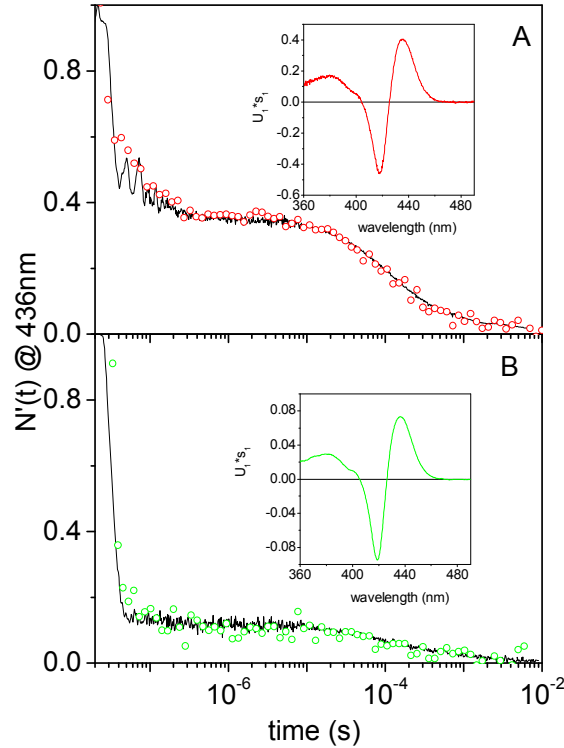 A
0.8
0.4
0.0
U₁*s₁
0.4
0.2
0.0
-0.2
-0.4
-0.6
360 400 440 480
wavelength (nm)
N'(t) @ 436nm
B
0.8
0.4
0.0
U₁*s₁
0.08
0.04
0.00
-0.04
-0.08
360 400 440 480
wavelength (nm)
10⁻⁶ 10⁻⁴ 10⁻²
time (s)